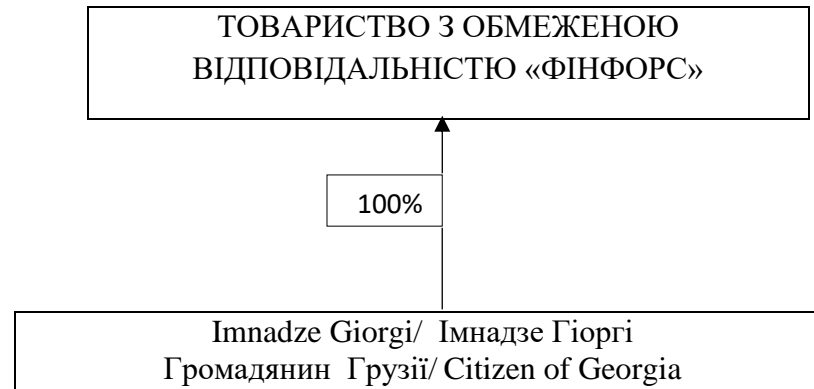 ТОВАРИСТВО З ОБМЕЖЕНОЮ
ВІДПОВІДАЛЬНІСТЮ «ФІНФОРС»
100%
Imnadze Giorgi/ Імнадзе Гіоргі
Громадянин Грузії/ Citizen of Georgia